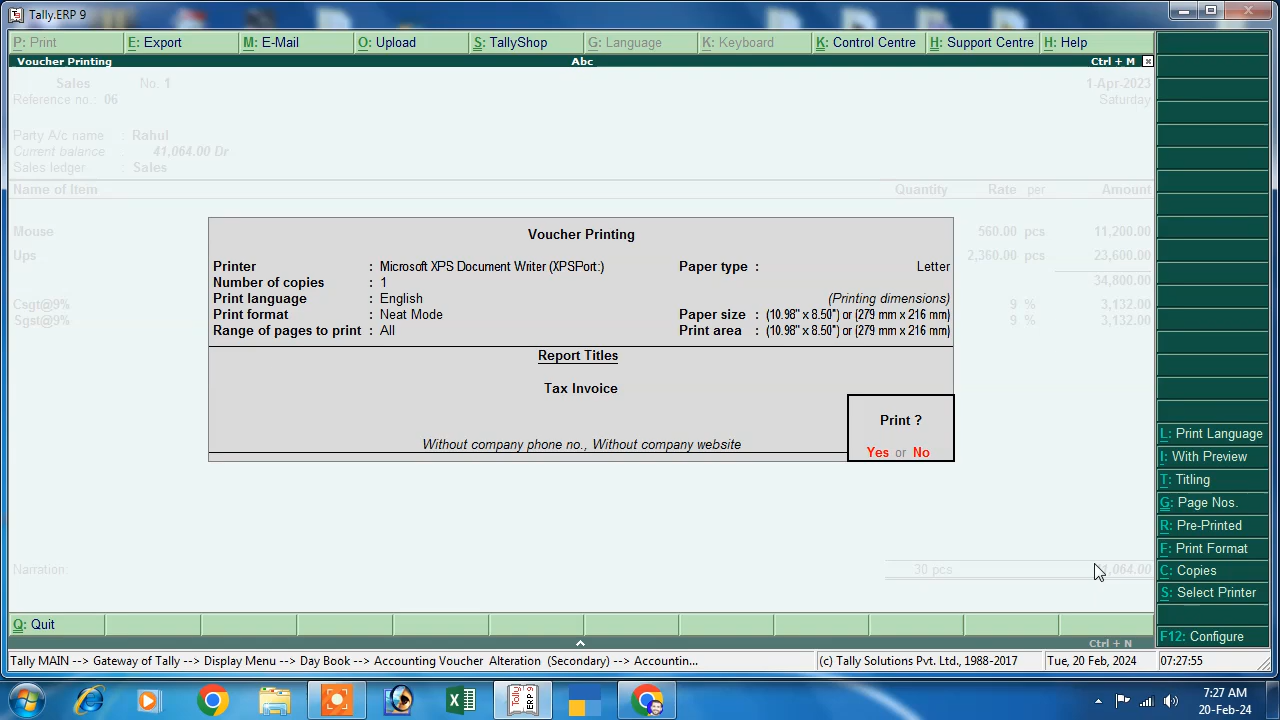 Tally.ERP 9
P: Print E: Export M: E-Mail O: Upload S: TallyShop G: Language K: Keyboard K: Control Centre H: Support Centre H: Help
Voucher Printing Abc Ctrl + M
Sales No. 1 1-Apr-2023
Reference no.: 06 Saturday
Party A/c name : Rahul
Current balance : 41,064.00 Dr
Sales ledger : Sales
Name of Item Quantity Rate per Amount
Mouse 560.00 pcs 11,200.00
Ups 2,360.00 pcs 23,600.00
34,800.00
Csgt@9% 9 % 3,132.00
Sgst@9% 9 % 3,132.00
Voucher Printing
Printer : Microsoft XPS Document Writer (XPSPort:) Paper type : Letter
Number of copies : 1
Print language : English (Printing dimensions)
Print format : Neat Mode Paper size : (10.98" x 8.50") or (279 mm x 216 mm)
Range of pages to print : All Print area : (10.98" x 8.50") or (279 mm x 216 mm)
Report Titles
Tax Invoice
Print ?
Without company phone no., Without company website
Yes or No
L: Print Language
I: With Preview
T: Titling
G: Page Nos.
R: Pre-Printed
F: Print Format
C: Copies
S: Select Printer
F12: Configure
Narration: 30 pcs
Q: Quit
Ctrl + N
Tally MAIN --> Gateway of Tally --> Display Menu --> Day Book --> Accounting Voucher Alteration (Secondary) --> Accountin... (c) Tally Solutions Pvt. Ltd., 1988-2017 Tue, 20 Feb, 2024 07:27:55
7:27 AM
20-Feb-24